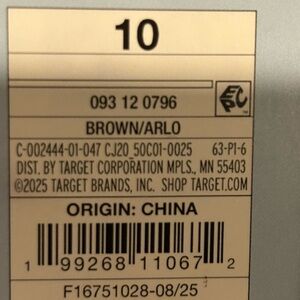 10
EPC
093 12 0796
BROWN/ARLO
C-002444-01-047 CJ20 50C01-0025 63-P1-6
DIST. BY TARGET CORPORATION MPLS., MN 55403
©2025 TARGET BRANDS, INC. SHOP TARGET.COM
ORIGIN: CHINA
1 99268 11067 2
F16751028-08/25